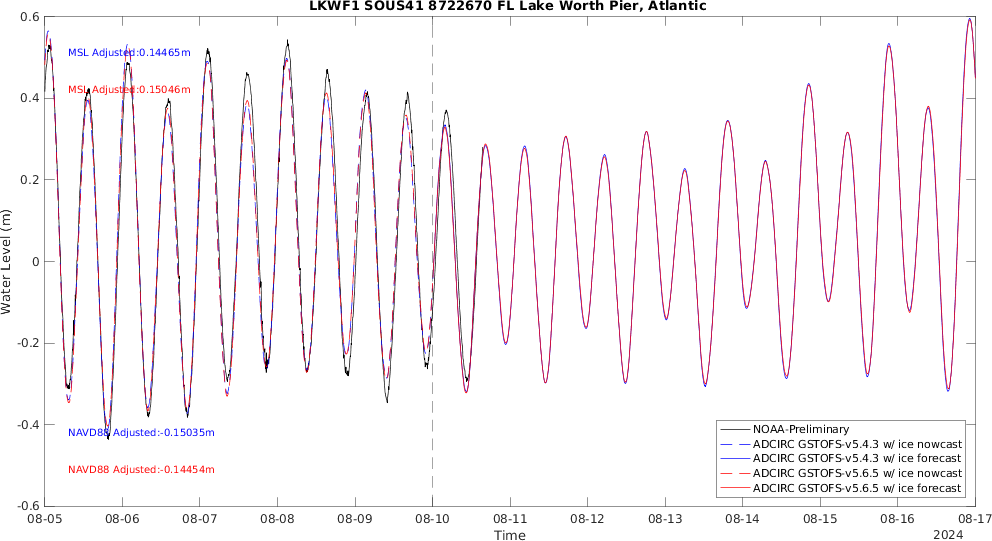 LKWF1 SOUS41 8722670 FL Lake Worth Pier, Atlantic
0.6
0.4
0.2
0
-0.2
-0.4
-0.6
Water Level (m)
MSL Adjusted:0.14465m
MSL Adjusted:0.15046m
NAVD88 Adjusted:-0.15035m
NAVD88 Adjusted:-0.14454m
NOAA-Preliminary
ADCIRC GSTOFS-v5.4.3 w/ ice nowcast
ADCIRC GSTOFS-v5.4.3 w/ ice forecast
ADCIRC GSTOFS-v5.6.5 w/ ice nowcast
ADCIRC GSTOFS-v5.6.5 w/ ice forecast
08-05 08-06 08-07 08-08 08-09 08-10 08-11 08-12 08-13 08-14 08-15 08-16 08-17
Time
2024